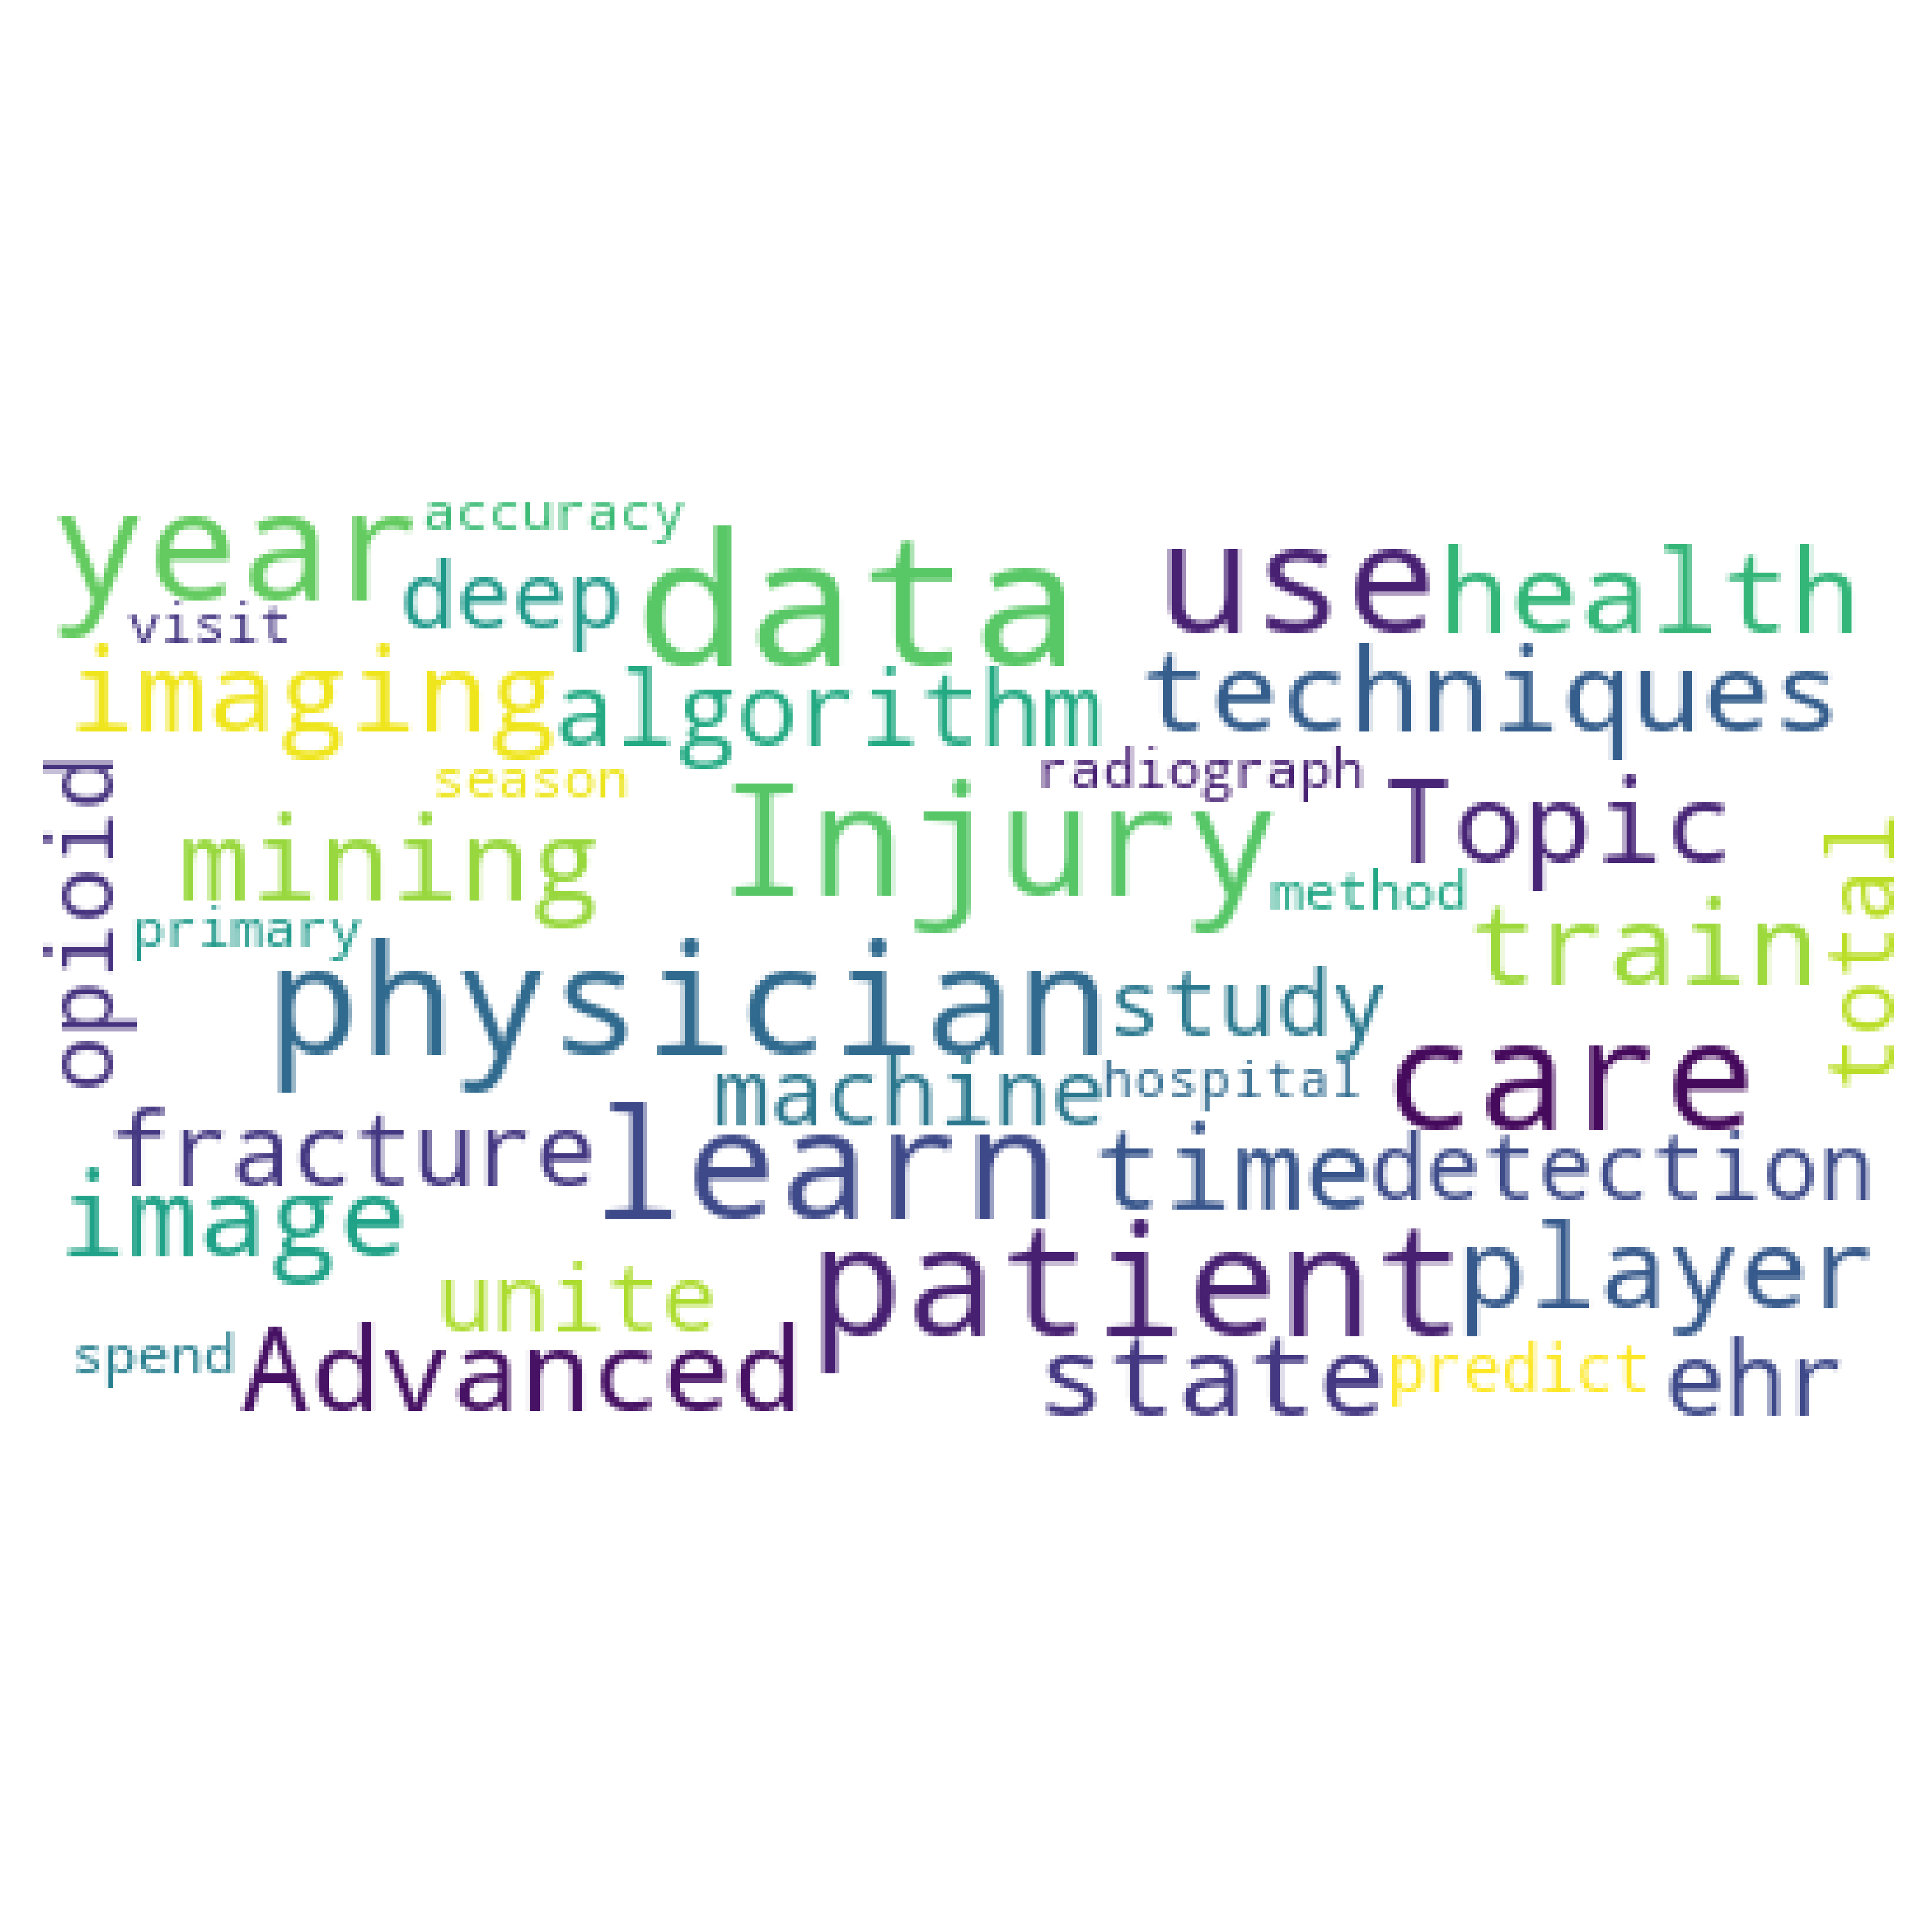 year accuracy
deep data use health
visit
imaging algorithm techniques
opioid season radiograph Topic
mining Injury method total
primary train
physician study
machine hospital care
fracture learn time detection
image patient player
unite
spend Advanced state predict ehr